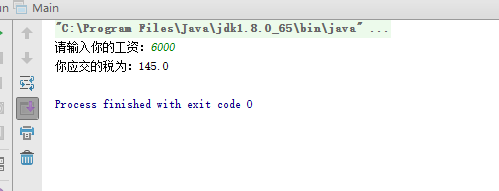 un
Main
"C:\Program Files\Java\jdk1.8.0_65\bin\java" ...
请输入你的工资：6000
你应交的税为：145.0
Process finished with exit code 0